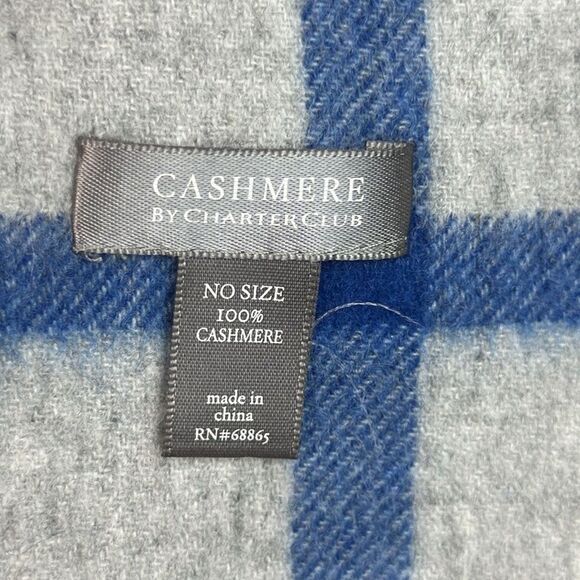 CASHMERE
BY CHARTER CLUB
NO SIZE
100%
CASHMERE
made in
china
RN#68865